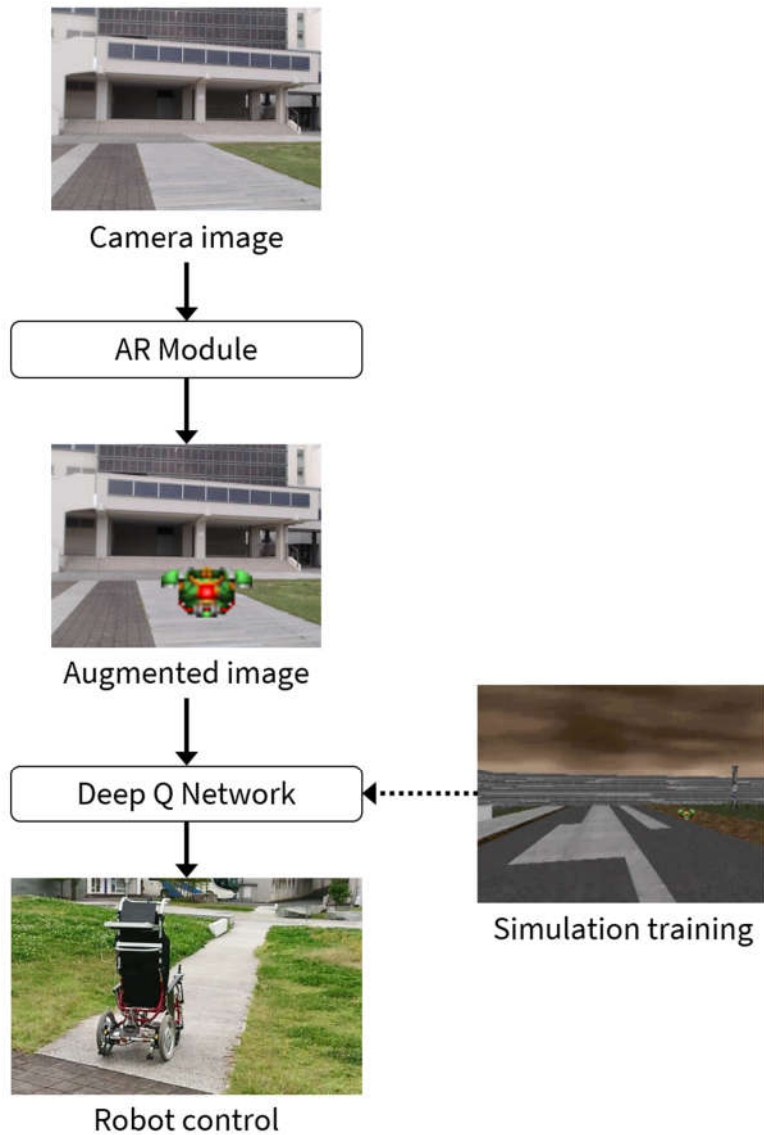 Camera image
AR Module
Augmented image
Deep Q Network
Simulation training
Robot control